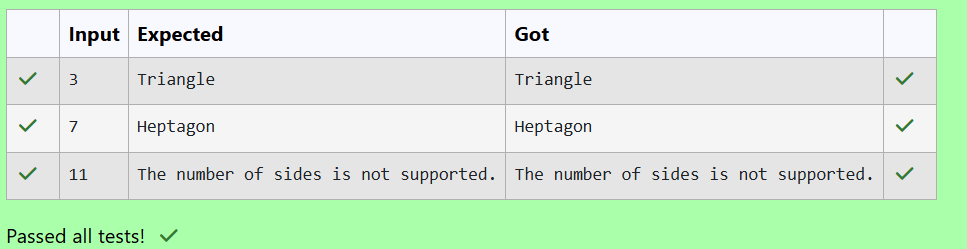 Input Expected Got
3 Triangle Triangle
7 Heptagon Heptagon
11 The number of sides is not supported. The number of sides is not supported.
Passed all tests!